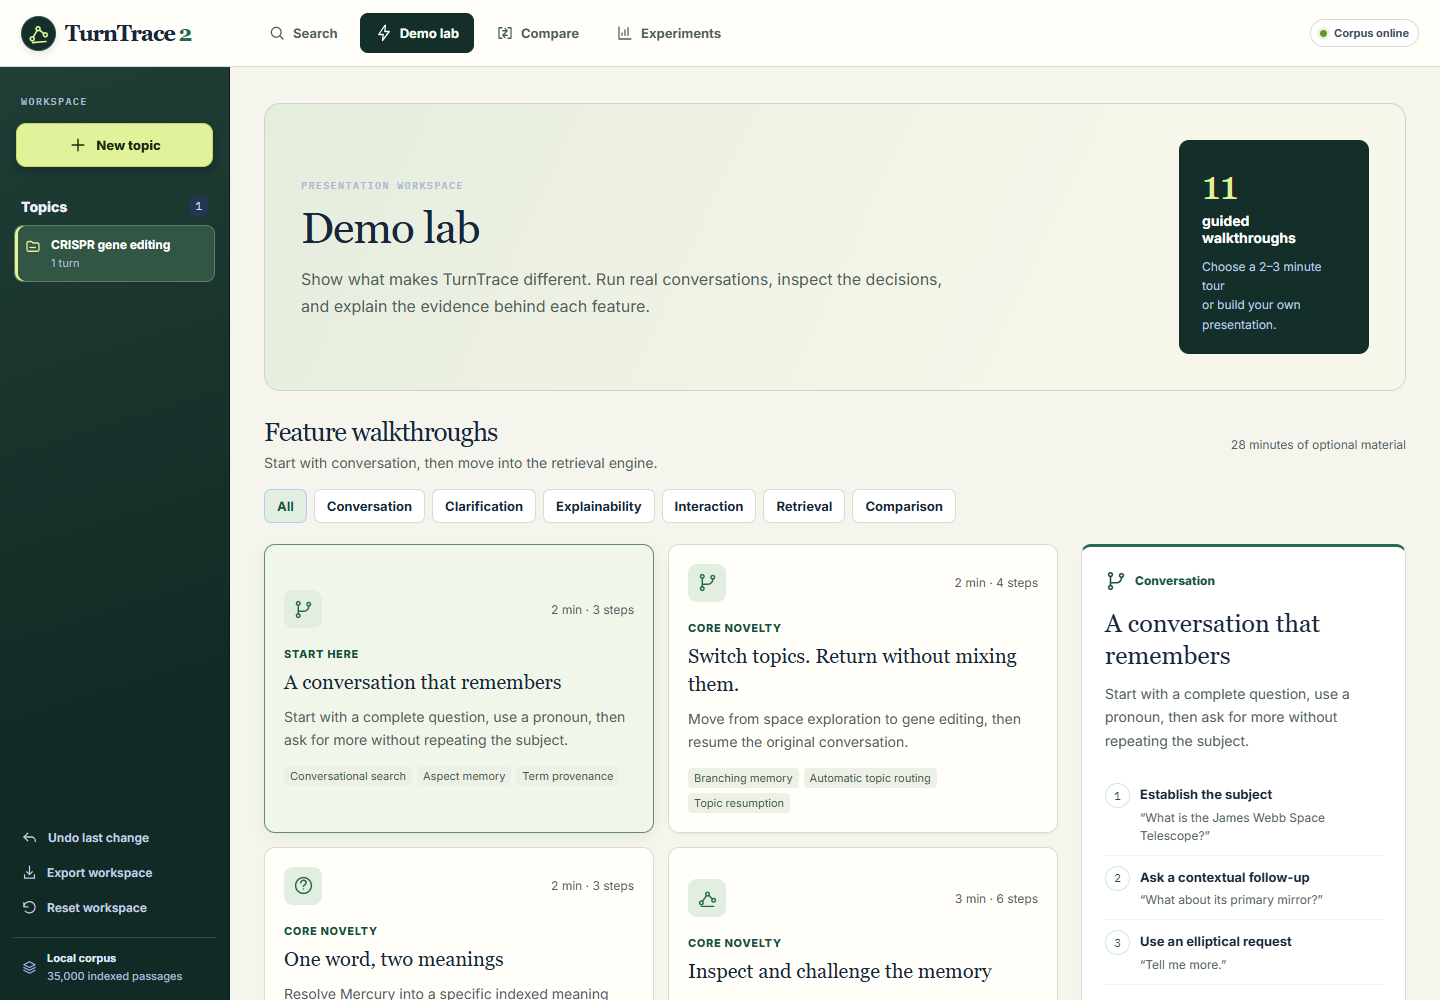 TurnTrace 2
Search
Demo lab
Compare
Experiments
Corpus online
WORKSPACE
New topic
Topics
1
CRISPR gene editing
1 turn
Undo last change
Export workspace
Reset workspace
Local corpus
35,000 indexed passages
PRESENTATION WORKSPACE
Demo lab
Show what makes TurnTrace different. Run real conversations, inspect the decisions,
and explain the evidence behind each feature.
11
guided
walkthroughs
Choose a 2–3 minute
tour
or build your own
presentation.
Feature walkthroughs
Start with conversation, then move into the retrieval engine.
28 minutes of optional material
All
Conversation
Clarification
Explainability
Interaction
Retrieval
Comparison
2 min · 3 steps
START HERE
A conversation that remembers
Start with a complete question, use a pronoun, then
ask for more without repeating the subject.
Conversational search
Aspect memory
Term provenance
2 min · 4 steps
CORE NOVELTY
Switch topics. Return without mixing
them.
Move from space exploration to gene editing, then
resume the original conversation.
Branching memory
Automatic topic routing
Topic resumption
2 min · 3 steps
CORE NOVELTY
One word, two meanings
Resolve Mercury into a specific indexed meaning
3 min · 6 steps
CORE NOVELTY
Inspect and challenge the memory
Conversation
A conversation that
remembers
Start with a complete question, use a
pronoun, then ask for more without
repeating the subject.
1
Establish the subject
“What is the James Webb Space
Telescope?”
2
Ask a contextual follow-up
“What about its primary mirror?”
3
Use an elliptical request
“Tell me more.”